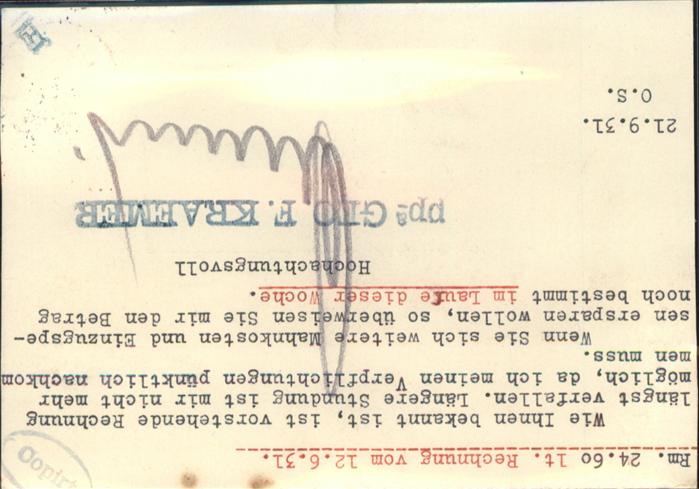 Rm. 24.60 lt. Rechnung vom 12.6.31.
Wie Ihnen bekannt ist, ist vorstehende Rechnung
längst verfallen. Längere Stundung ist mir nicht mehr
möglich, da ich meinen Verpflichtungen pünktlich nachkom
men muss.
Wenn Sie sich weitere Mahnkosten und Einzugspe-
sen ersparen wollen, so überweisen Sie mir den Betrag
noch bestimmt im Laufe dieser Woche.
Hochachtungsvoll
ppa GEO F. KRAEMER
21.9.31.
O.S.
Copirt